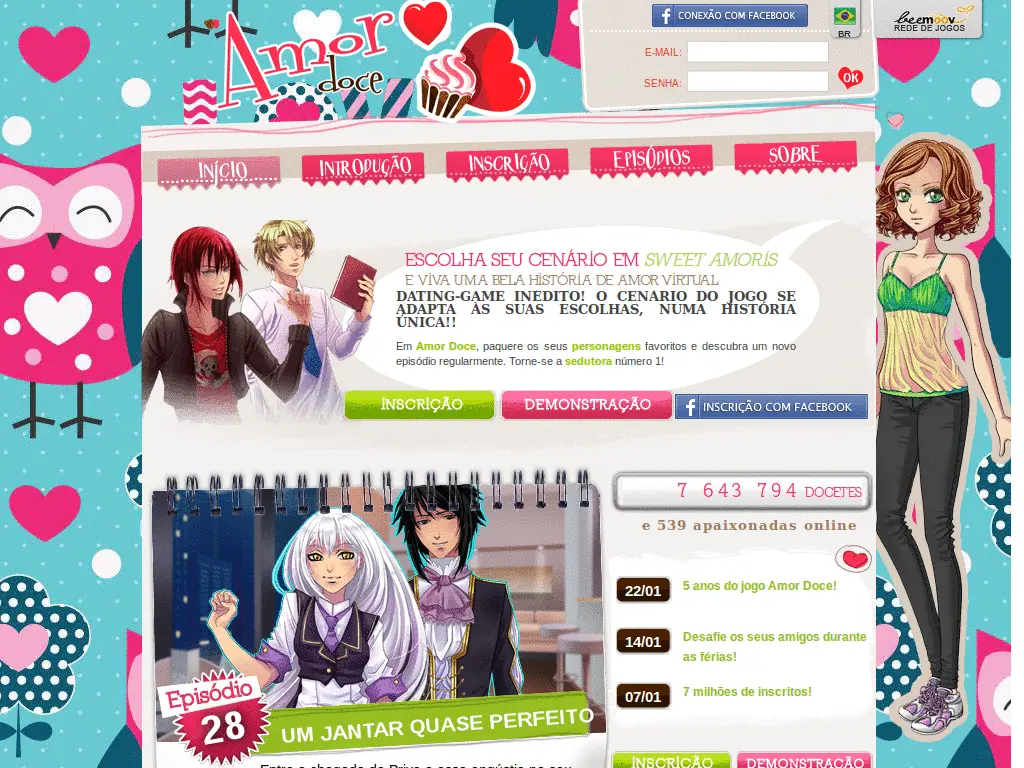 Amor
doce
CONEXÃO COM FACEBOOK
BR
beemoov
REDE DE JOGOS
E-MAIL:
SENHA:
OK
INÍCIO
INTRODUÇÃO
INSCRIÇÃO
EPISÓDIOS
SOBRE
ESCOLHA SEU CENÁRIO EM SWEET AMORIS
E VIVA UMA BELA HISTÓRIA DE AMOR VIRTUAL
DATING-GAME INEDITO! O CENARIO DO JOGO SE
ADAPTA AS SUAS ESCOLHAS, NUMA HISTÓRIA
ÚNICA!!
Em Amor Doce, paquere os seus personagens favoritos e descubra um novo
episódio regularmente. Torne-se a sedutora número 1!
INSCRIÇÃO
DEMONSTRAÇÃO
INSCRIÇÃO COM FACEBOOK
7 643 794 DOCETES
e 539 apaixonadas online
22/01
5 anos do jogo Amor Doce!
14/01
Desafie os seus amigos durante
as férias!
07/01
7 milhões de inscritos!
Episódio
28
UM JANTAR QUASE PERFEITO
INSCRIÇÃO
DEMONSTRAÇÃO